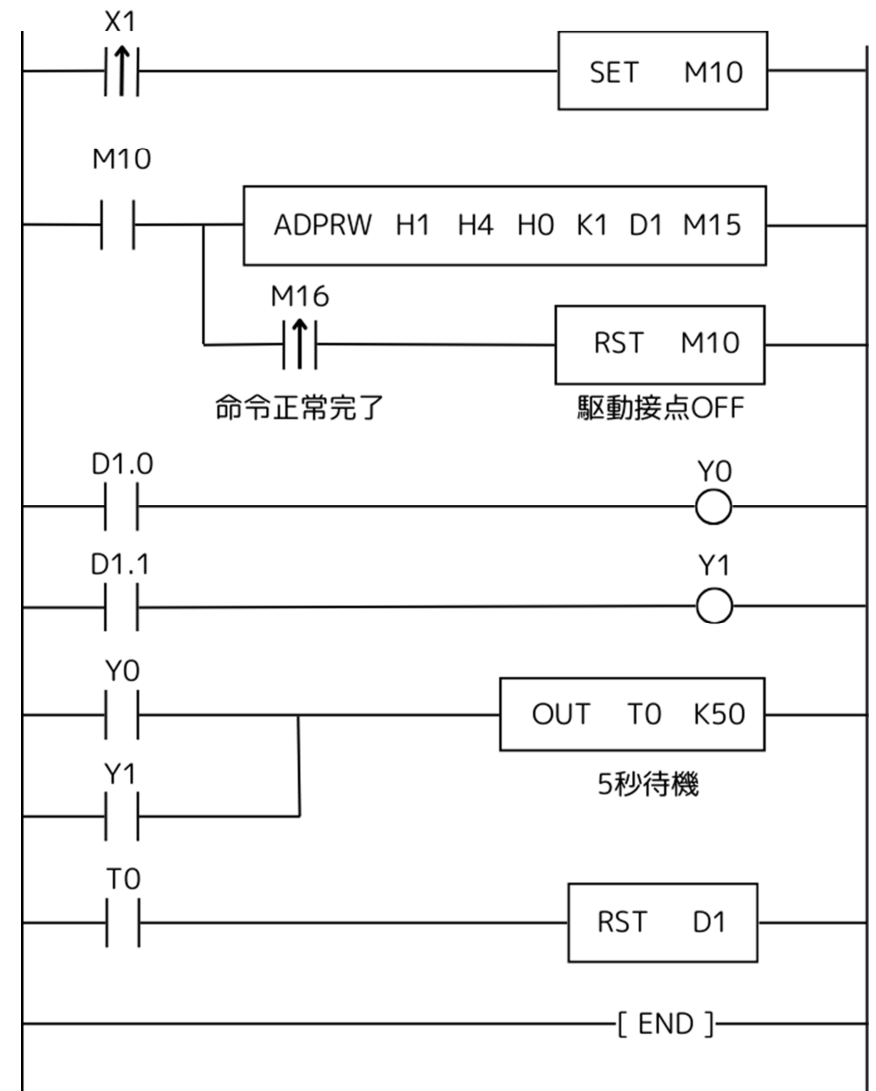 X1
SET M10
M10
ADPRW H1 H4 H0 K1 D1 M15
M16
RST M10
命令正常完了
駆動接点OFF
D1.0
Y0
D1.1
Y1
Y0
OUT T0 K50
Y1
5秒待機
T0
RST D1
[ END ]